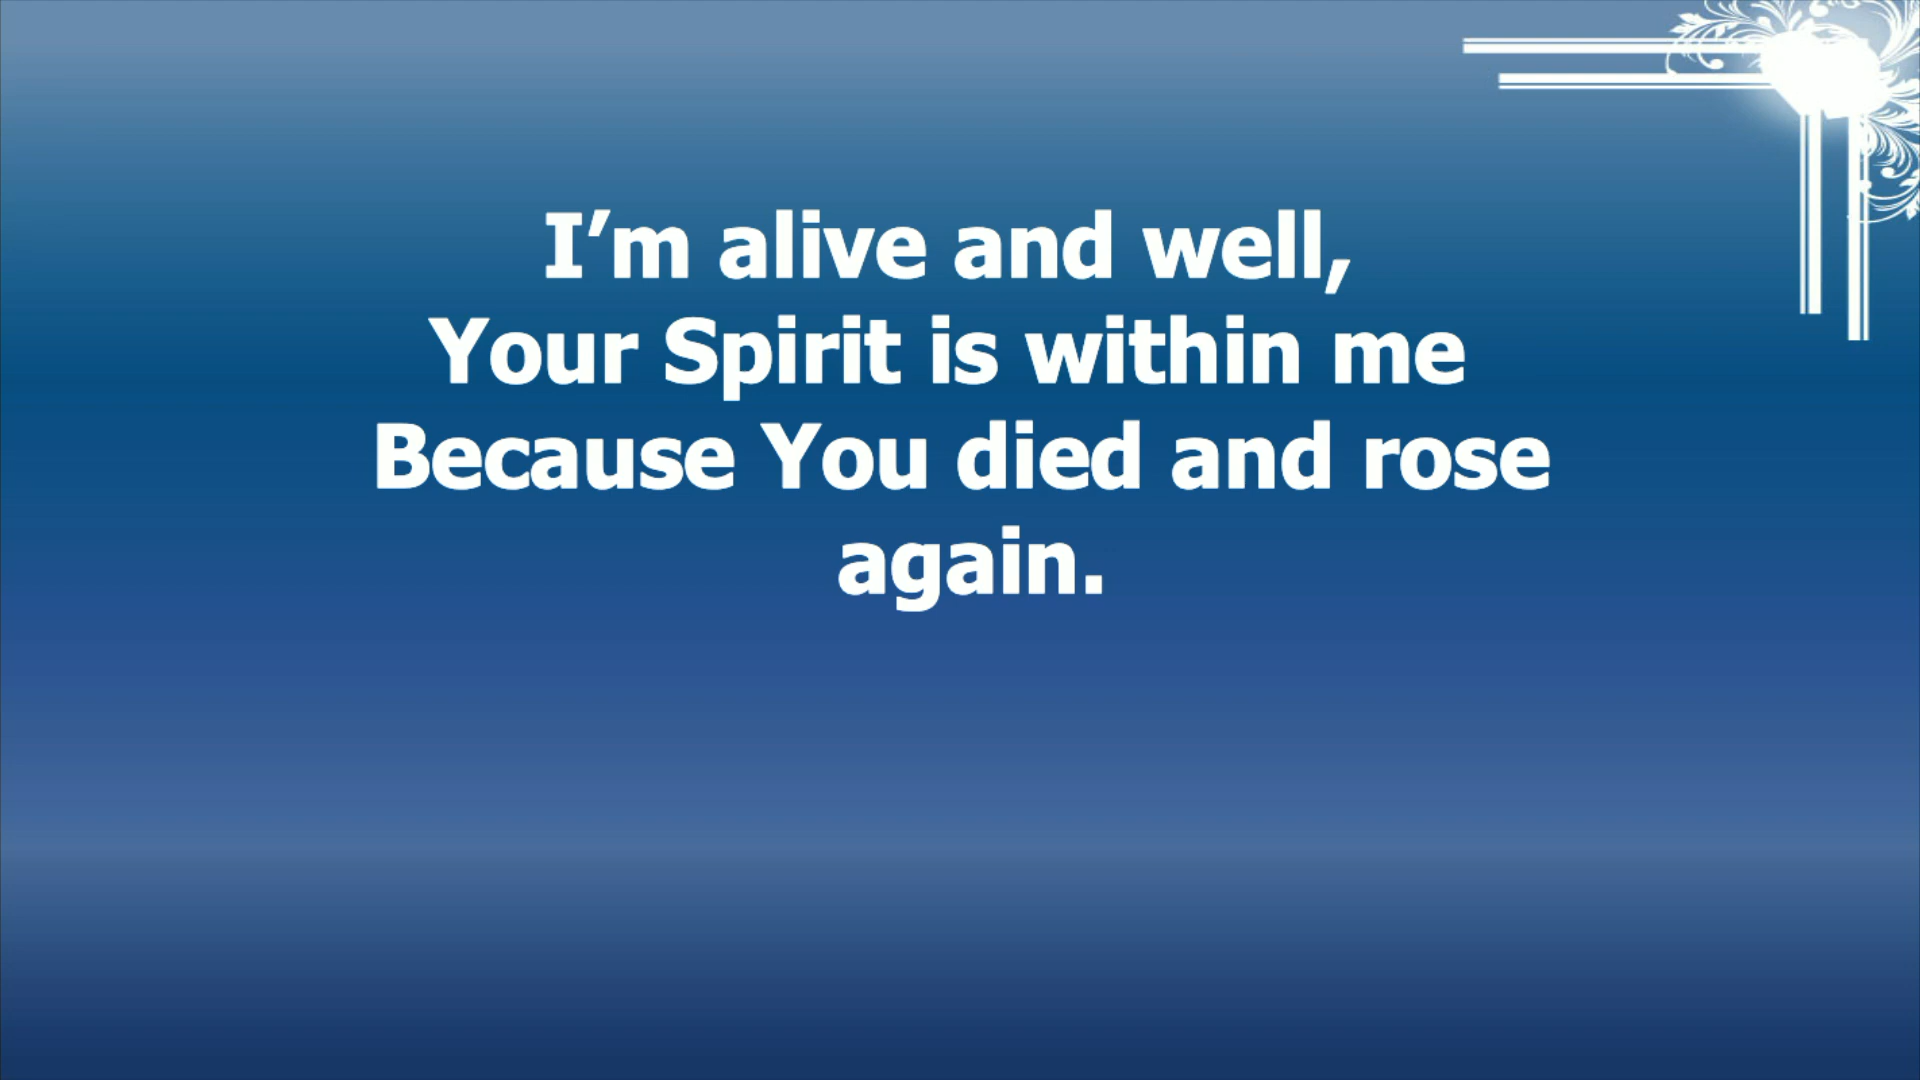 I’m alive and well,
Your Spirit is within me
Because You died and rose
again.